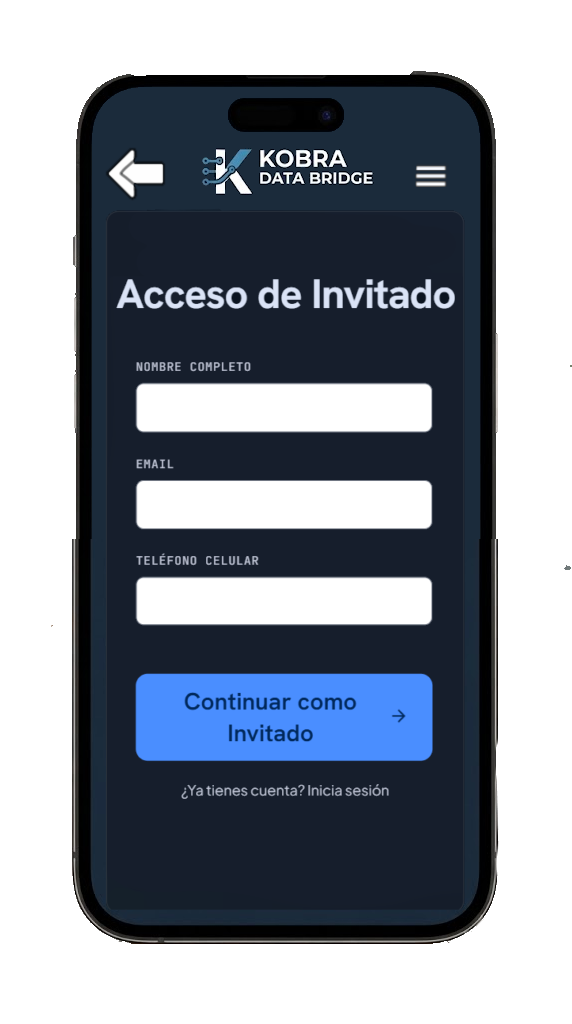 KOBRA
DATA BRIDGE
Acceso de Invitado
NOMBRE COMPLETO
EMAIL
TELÉFONO CELULAR
Continuar como
Invitado
¿Ya tienes cuenta? Inicia sesión